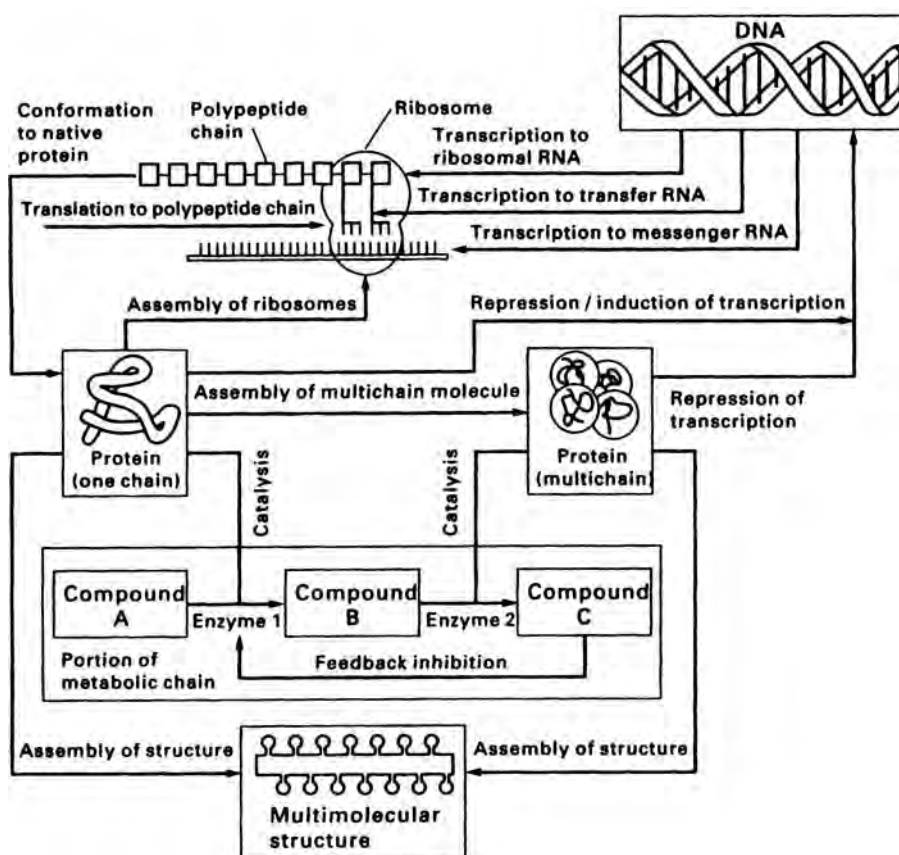 DNA
Conformation
to native
protein
Polypeptide
chain
Ribosome
Transcription to
ribosomal RNA
Transcription to transfer RNA
Translation to polypeptide chain
Transcription to messenger RNA
Assembly of ribosomes
Repression / induction of transcription
Assembly of multichain molecule
Repression of
transcription
Protein
(one chain)
Protein
(multichain)
Catalysis
Catalysis
Compound
A
Enzyme 1
Compound
B
Enzyme 2
Compound
C
Feedback inhibition
Portion of
metabolic chain
Assembly of structure
Assembly of structure
Multimolecular
structure